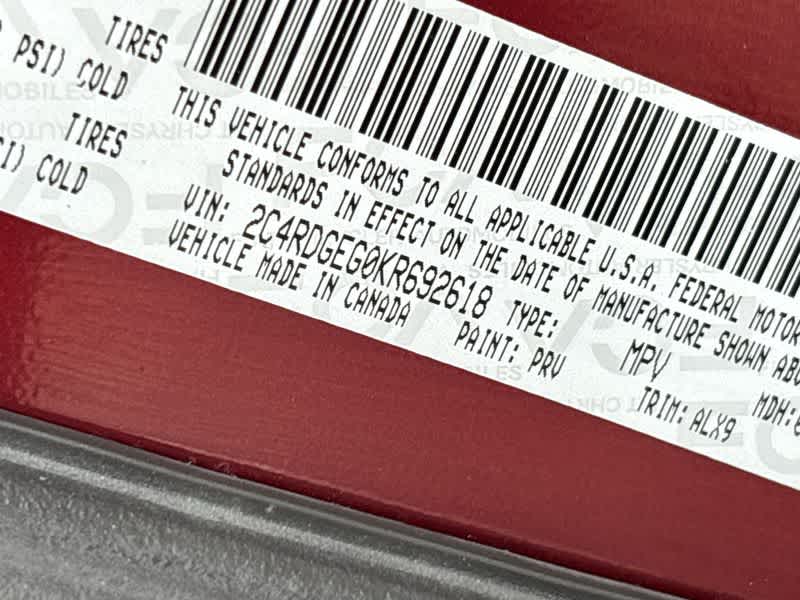 TIRES
PSI) COLD
TIRES
COLD
THIS VEHICLE CONFORMS TO ALL APPLICABLE U.S.A. FEDERAL MOTOR
STANDARDS IN EFFECT ON THE DATE OF MANUFACTURE SHOWN
VIN: 2C4RDGEG0KR692618 TYPE: MPV MDH:
VEHICLE MADE IN CANADA PAINT: PRV TRIM: ALX9